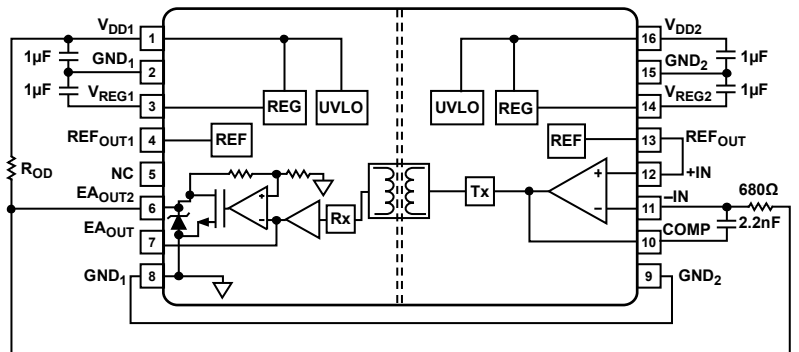 VDD1
1
1µF
GND1
2
1µF
VREG1
3
REG
UVLO
REFOUT1
4
REF
ROD
NC
5
EAOUT2
6
EAOUT
7
Rx
GND1
8
VDD2
16
1µF
GND2
15
1µF
VREG2
14
UVLO
REG
REFOUT
13
REF
12
+IN
+
Tx
–IN
11
–
680Ω
2.2nF
COMP
10
GND2
9
+
–